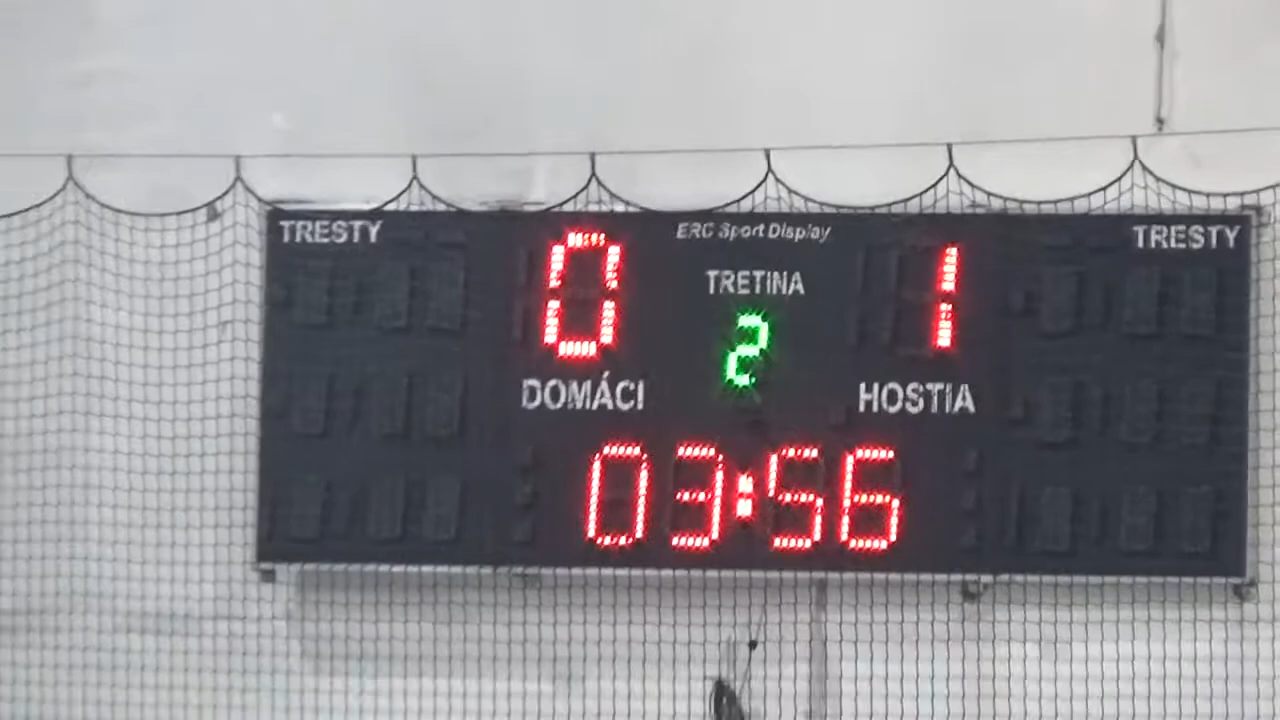 TRESTY
ERC Sport Display
TRESTY
0
TRETINA
1
2
DOMÁCI
HOSTIA
03:56